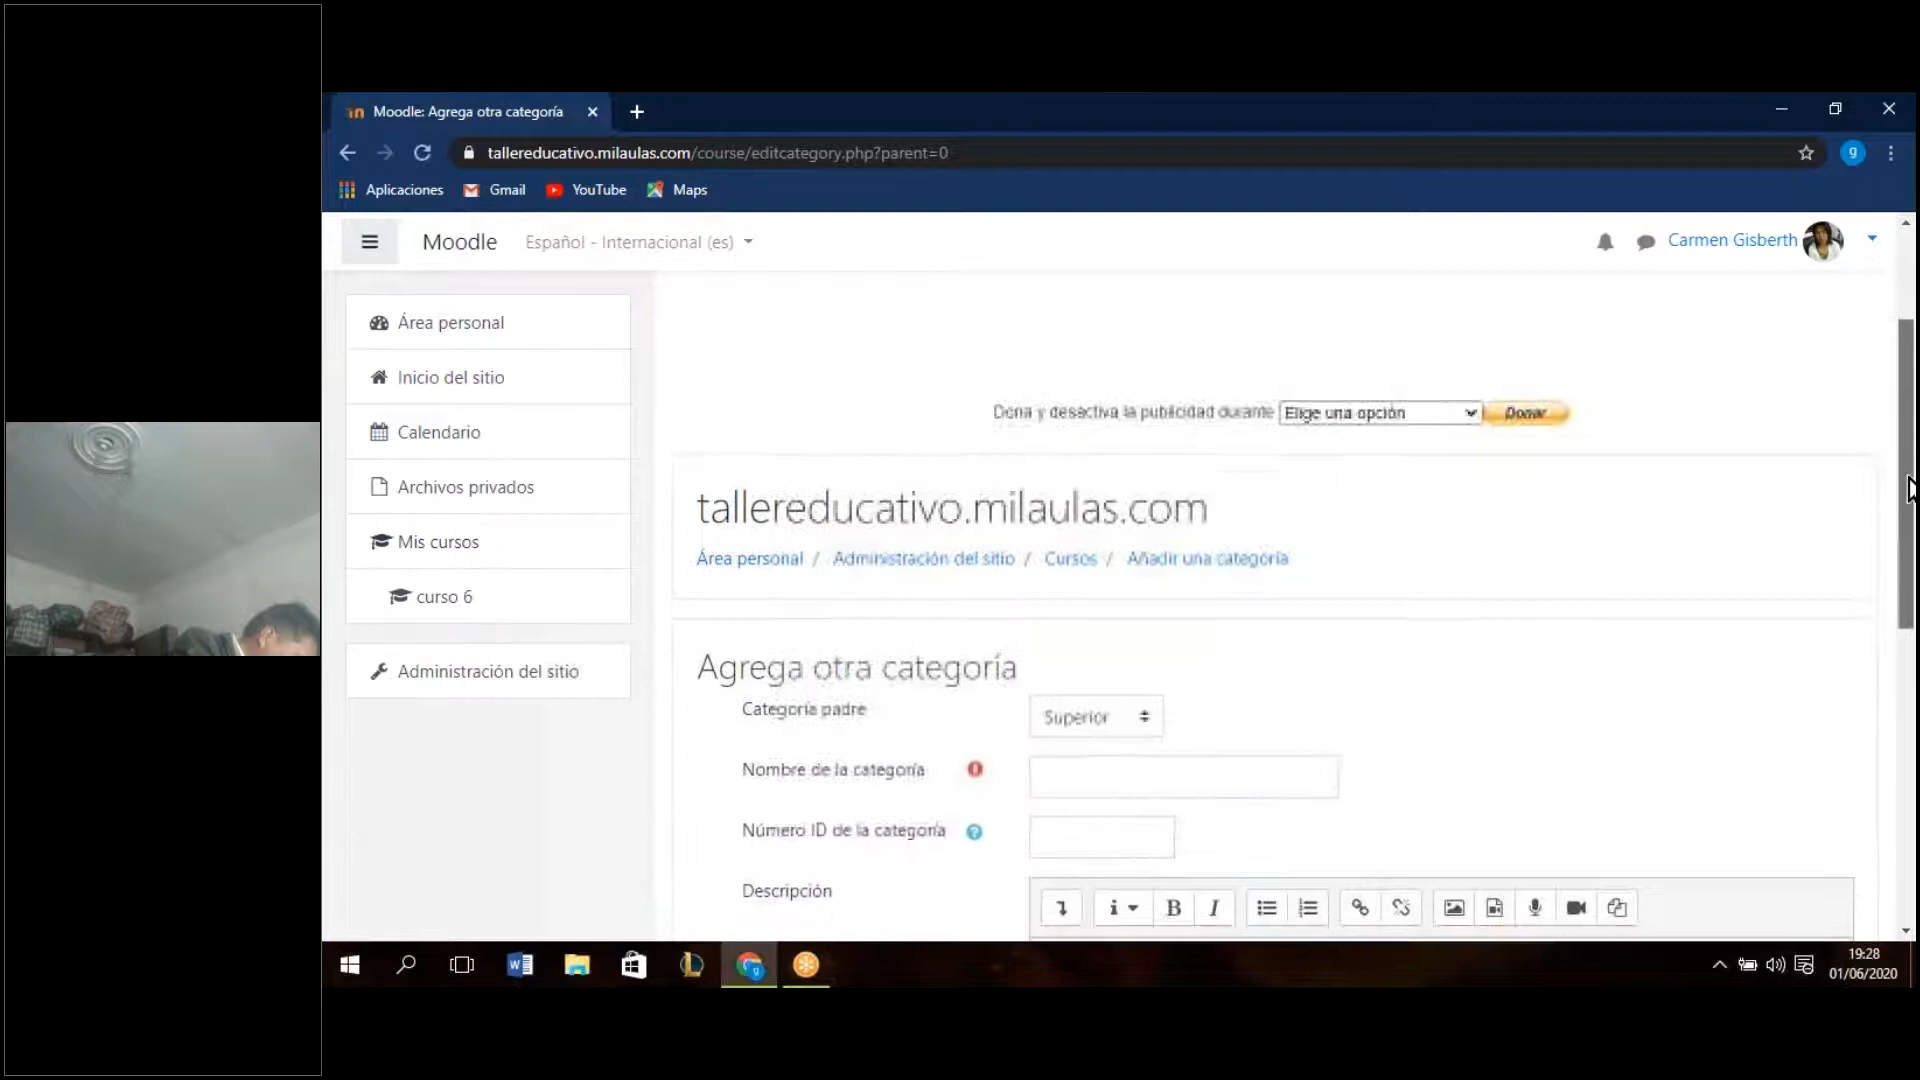 Moodle: Agrega otra categoría
tallereducativo.milaulas.com/course/editcategory.php?parent=0
g
Aplicaciones
Gmail
YouTube
Maps
Moodle
Español - Internacional (es)
Carmen Gisberth
Área personal
Inicio del sitio
Calendario
Archivos privados
Mis cursos
curso 6
Administración del sitio
Dona y desactiva la publicidad durante
Elige una opción
Donar
tallereducativo.milaulas.com
Área personal / Administración del sitio / Cursos / Añadir una categoría
Agrega otra categoría
Categoría padre
Superior
Nombre de la categoría
Número ID de la categoría
Descripción
B I
19:28
01/06/2020